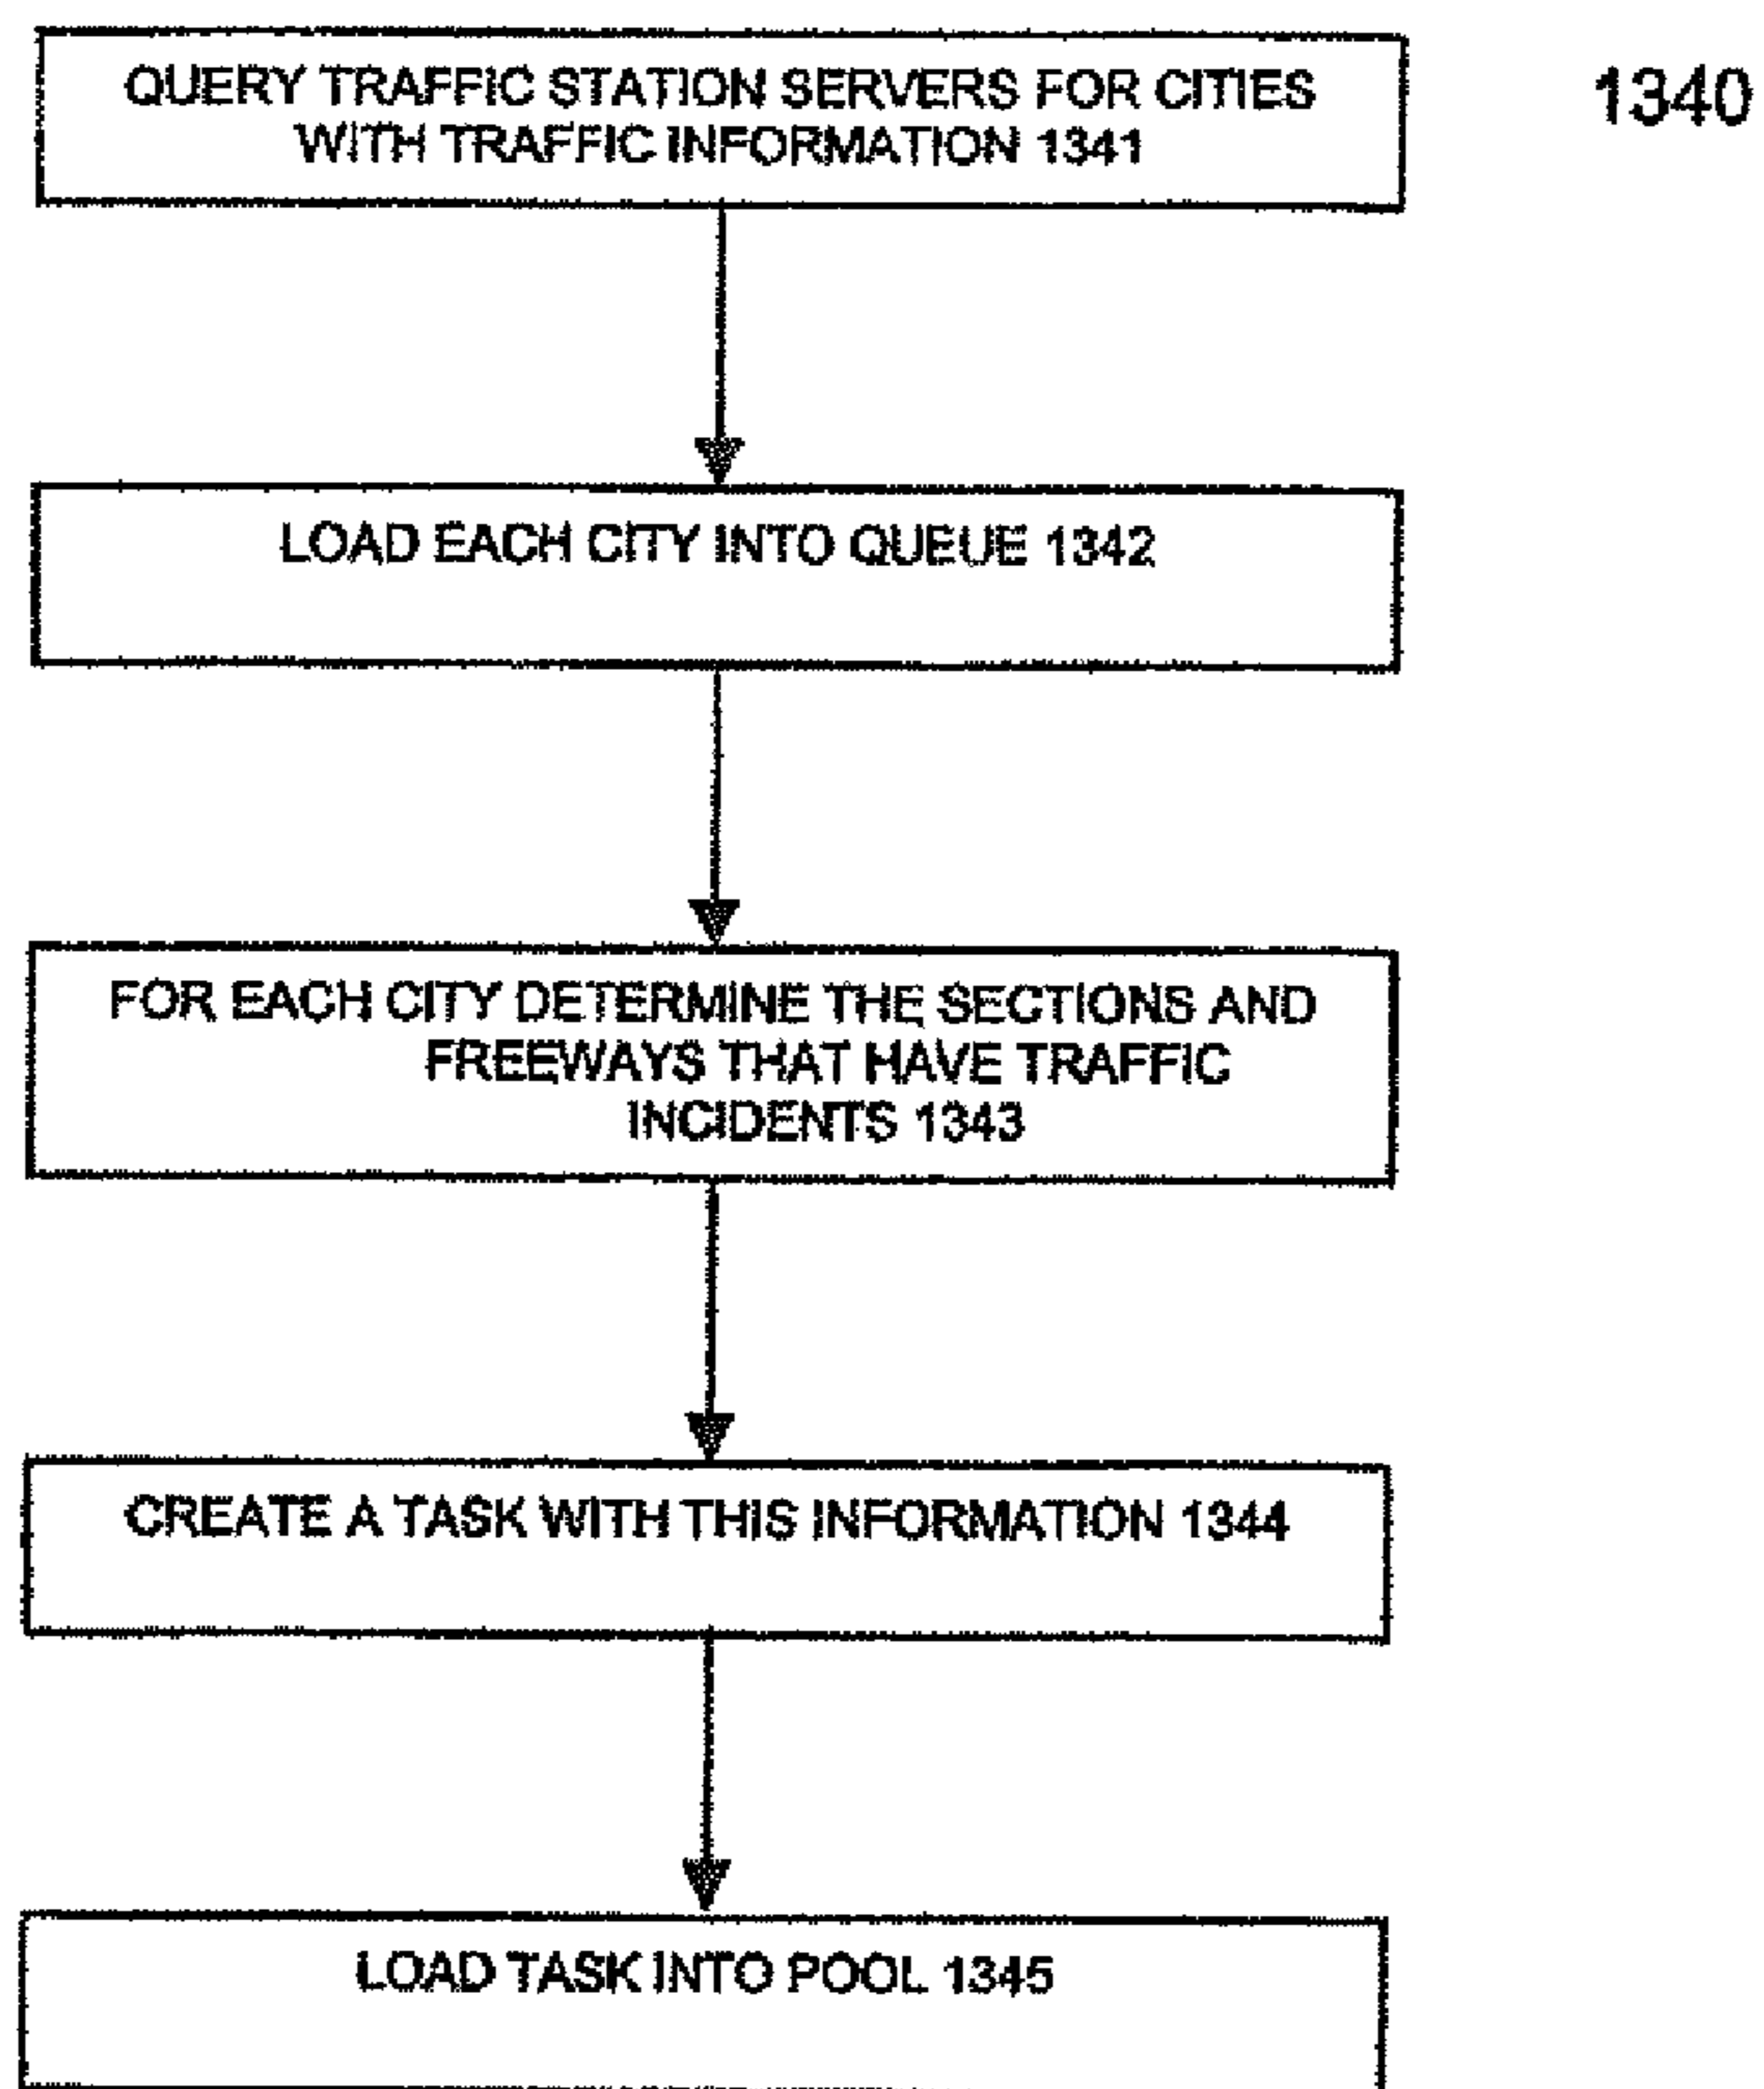 QUERY TRAFFIC STATION SERVERS FOR CITIES
WITH TRAFFIC INFORMATION 1341
1340
LOAD EACH CITY INTO QUEUE 1342
FOR EACH CITY DETERMINE THE SECTIONS AND
FREEWAYS THAT HAVE TRAFFIC
INCIDENTS 1343
CREATE A TASK WITH THIS INFORMATION 1344
LOAD TASK INTO POOL 1345